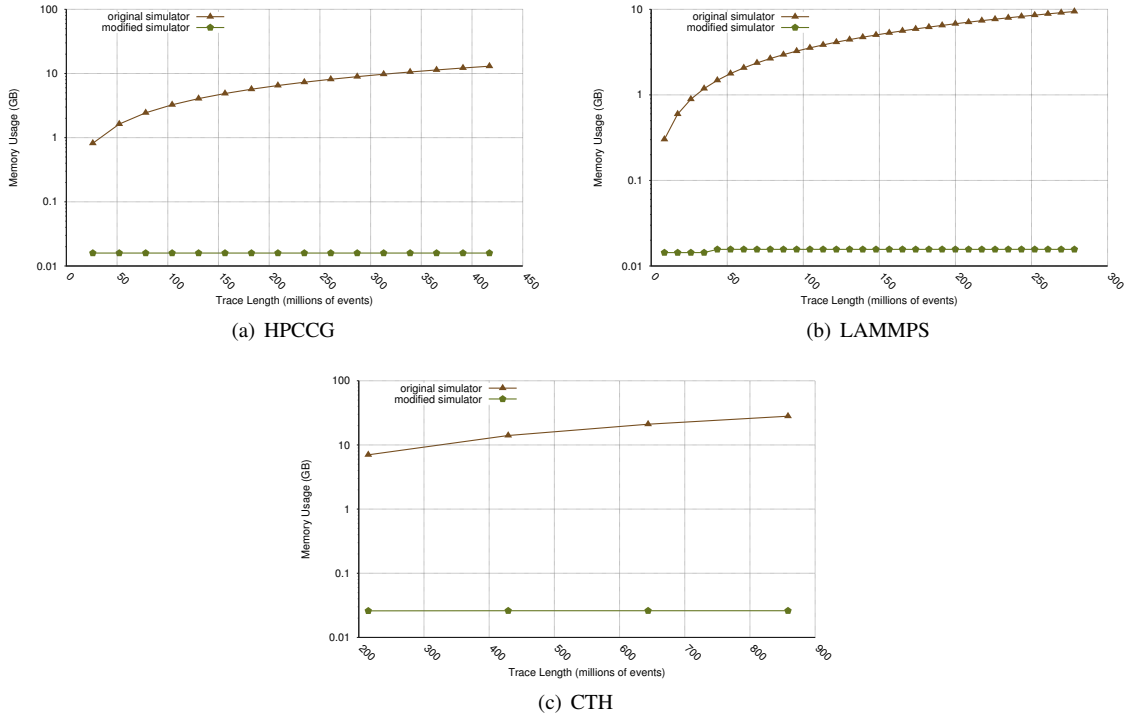 original simulator
modified simulator
Memory Usage (GB)
100
10
1
0.1
0.01
0
50
100
150
200
250
300
350
400
450
Trace Length (millions of events)
(a) HPCCG
original simulator
modified simulator
Memory Usage (GB)
10
1
0.1
0.01
0
50
100
150
200
250
300
Trace Length (millions of events)
(b) LAMMPS
original simulator
modified simulator
Memory Usage (GB)
100
10
1
0.1
0.01
200
300
400
500
600
700
800
900
Trace Length (millions of events)
(c) CTH